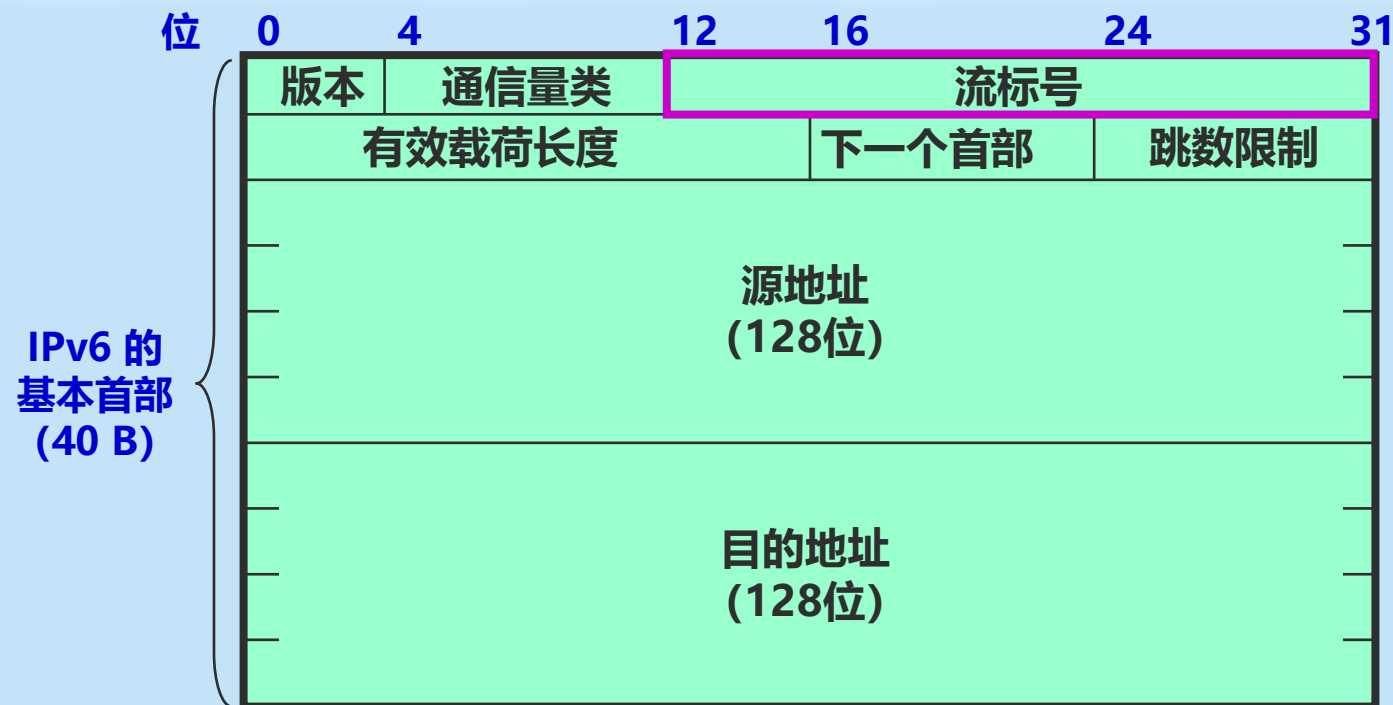 位 0 4 12 16 24 31
版本 通信量类 流标号
有效载荷长度 下一个首部 跳数限制
源地址
(128位)
IPv6 的
基本首部
(40 B)
目的地址
(128位)